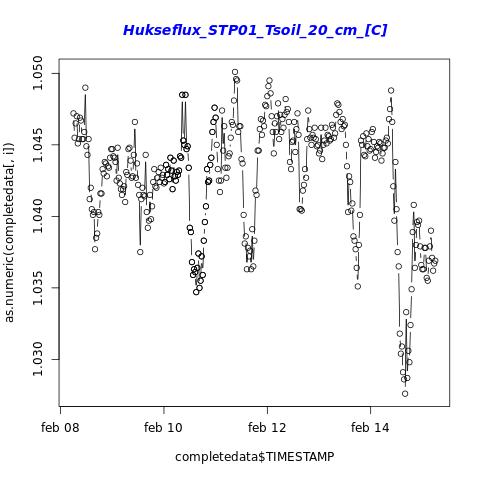 Hukseflux_STP01_Tsoil_20_cm_[C]
as.numeric(completedata[, i])
1.050
1.045
1.040
1.035
1.030
feb 08
feb 10
feb 12
feb 14
completedata$TIMESTAMP